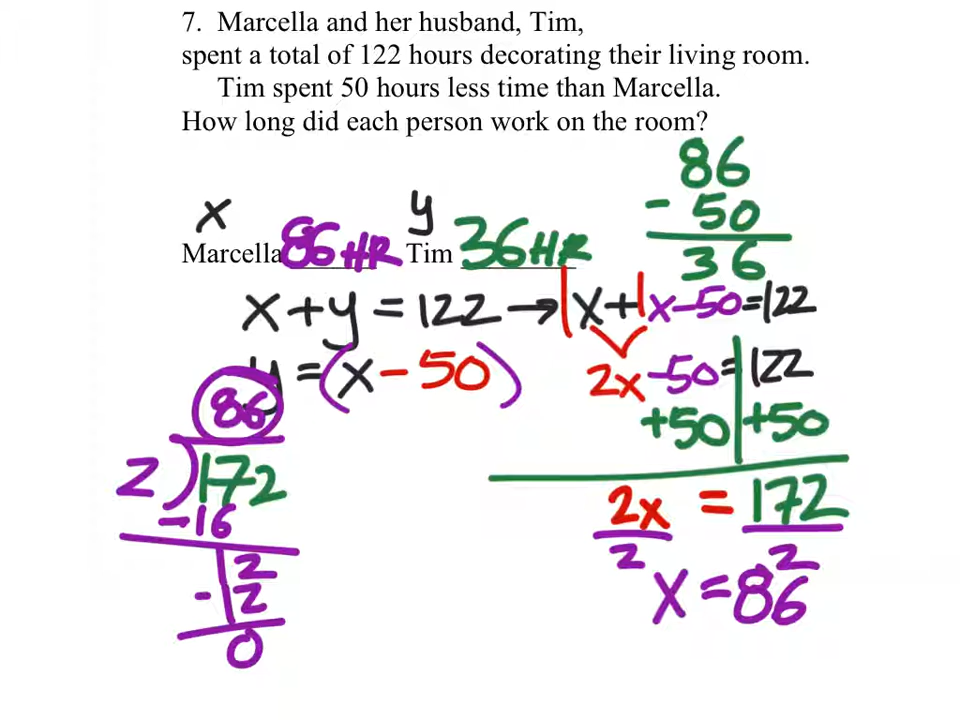 7. Marcella and her husband, Tim,
spent a total of 122 hours decorating their living room.
Tim spent 50 hours less time than Marcella.
How long did each person work on the room?
86
- 50
36
x y
Marcella 86 HR Tim 36 HR
x + y = 122 → 1x + 1x - 50 = 122
y = (x - 50)
2x - 50 = 122
+50 +50
2x = 172
2 2
x = 86
86
2 ) 172
- 16
12
- 12
0